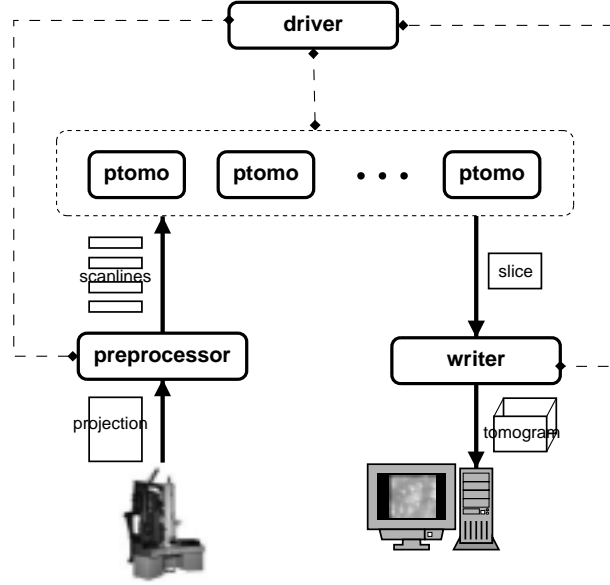 driver
ptomo ptomo • • • ptomo
scanlines
slice
preprocessor
writer
projection
tomogram